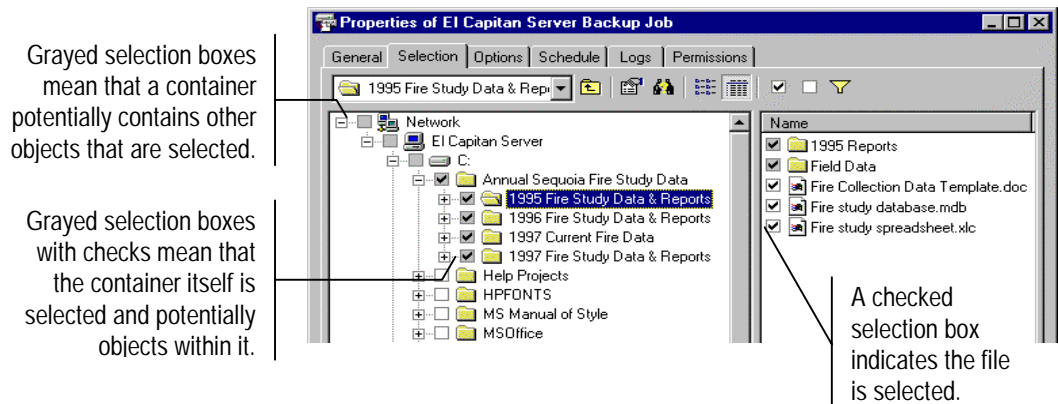 Properties of El Capitan Server Backup Job
General Selection Options Schedule Logs Permissions
1995 Fire Study Data & Rep
Grayed selection boxes
mean that a container
potentially contains other
objects that are selected.
Grayed selection boxes
with checks mean that
the container itself is
selected and potentially
objects within it.
Network
El Capitan Server
C:
Annual Sequoia Fire Study Data
1995 Fire Study Data & Reports
1996 Fire Study Data & Reports
1997 Current Fire Data
1997 Fire Study Data & Reports
Help Projects
HPFONTS
MS Manual of Style
MSOffice
Name
1995 Reports
Field Data
Fire Collection Data Template.doc
Fire study database.mdb
Fire study spreadsheet.xlc
A checked
selection box
indicates the file
is selected.